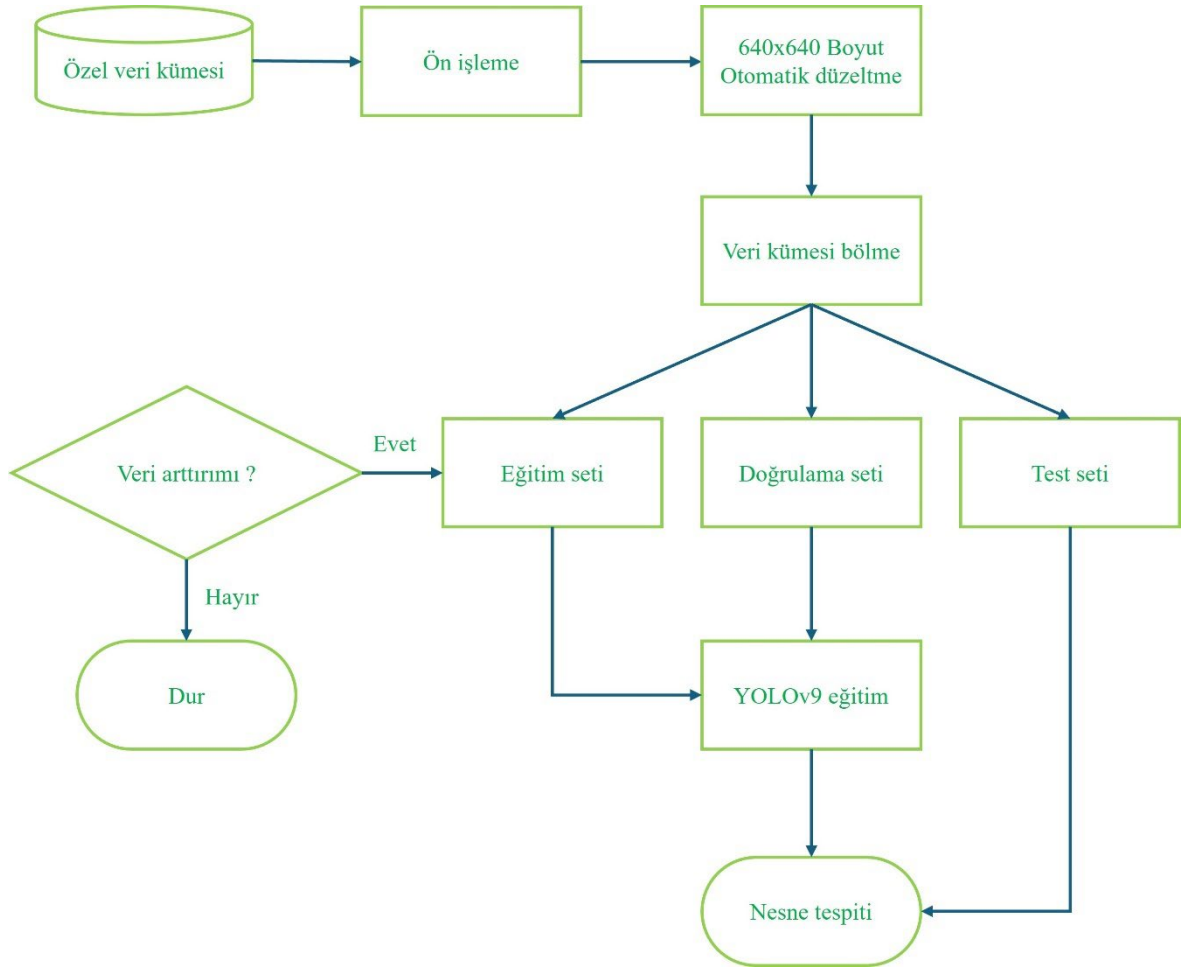 Özel veri kümesi
Ön işleme
640x640 Boyut
Otomatik düzeltme
Veri kümesi bölme
Veri arttırımı ?
Evet
Eğitim seti
Doğrulama seti
Test seti
Hayır
Dur
YOLOv9 eğitim
Nesne tespiti